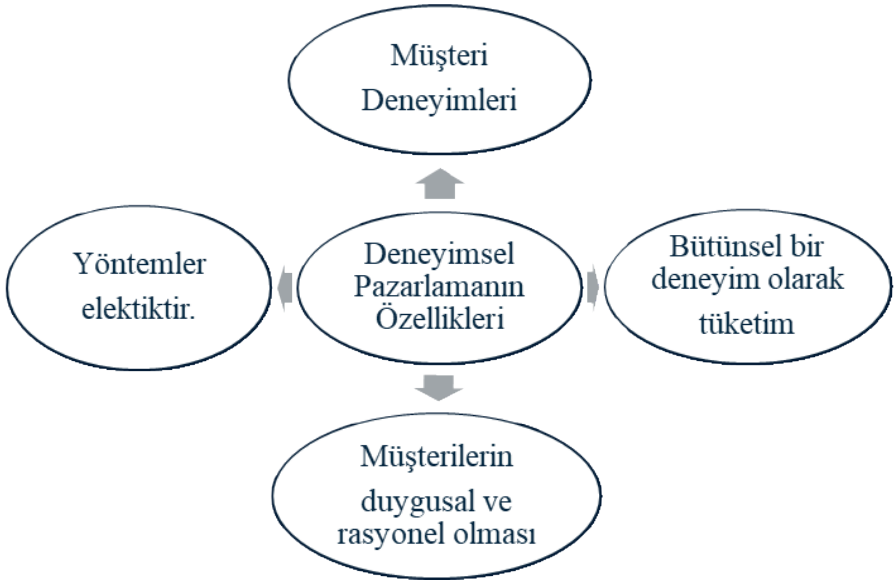 Müşteri
Deneyimleri
Yöntemler
elektiktir.
Deneyimsel
Pazarlamanın
Özellikleri
Bütünsel bir
deneyim olarak
tüketim
Müşterilerin
duygusal ve
rasyonel olması